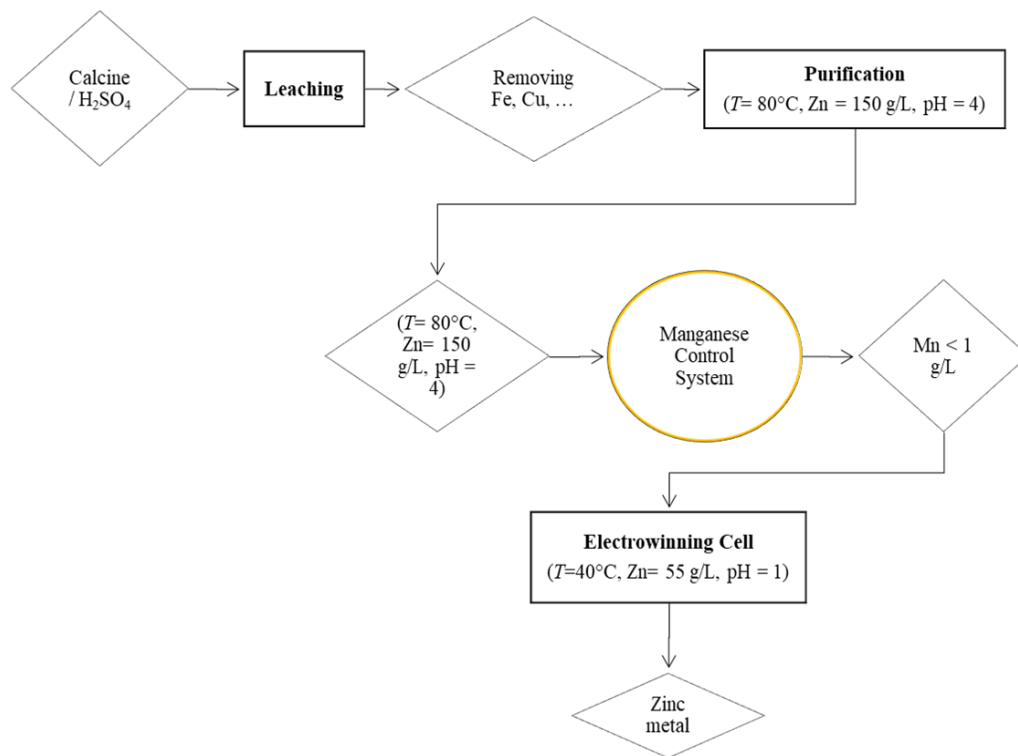 Calcine
/ H₂SO₄
Leaching
Removing
Fe, Cu, …
Purification
(T= 80°C, Zn = 150 g/L, pH = 4)
(T= 80°C,
Zn= 150
g/L, pH =
4)
Manganese
Control
System
Mn < 1
g/L
Electrowinning Cell
(T=40°C, Zn= 55 g/L, pH = 1)
Zinc
metal